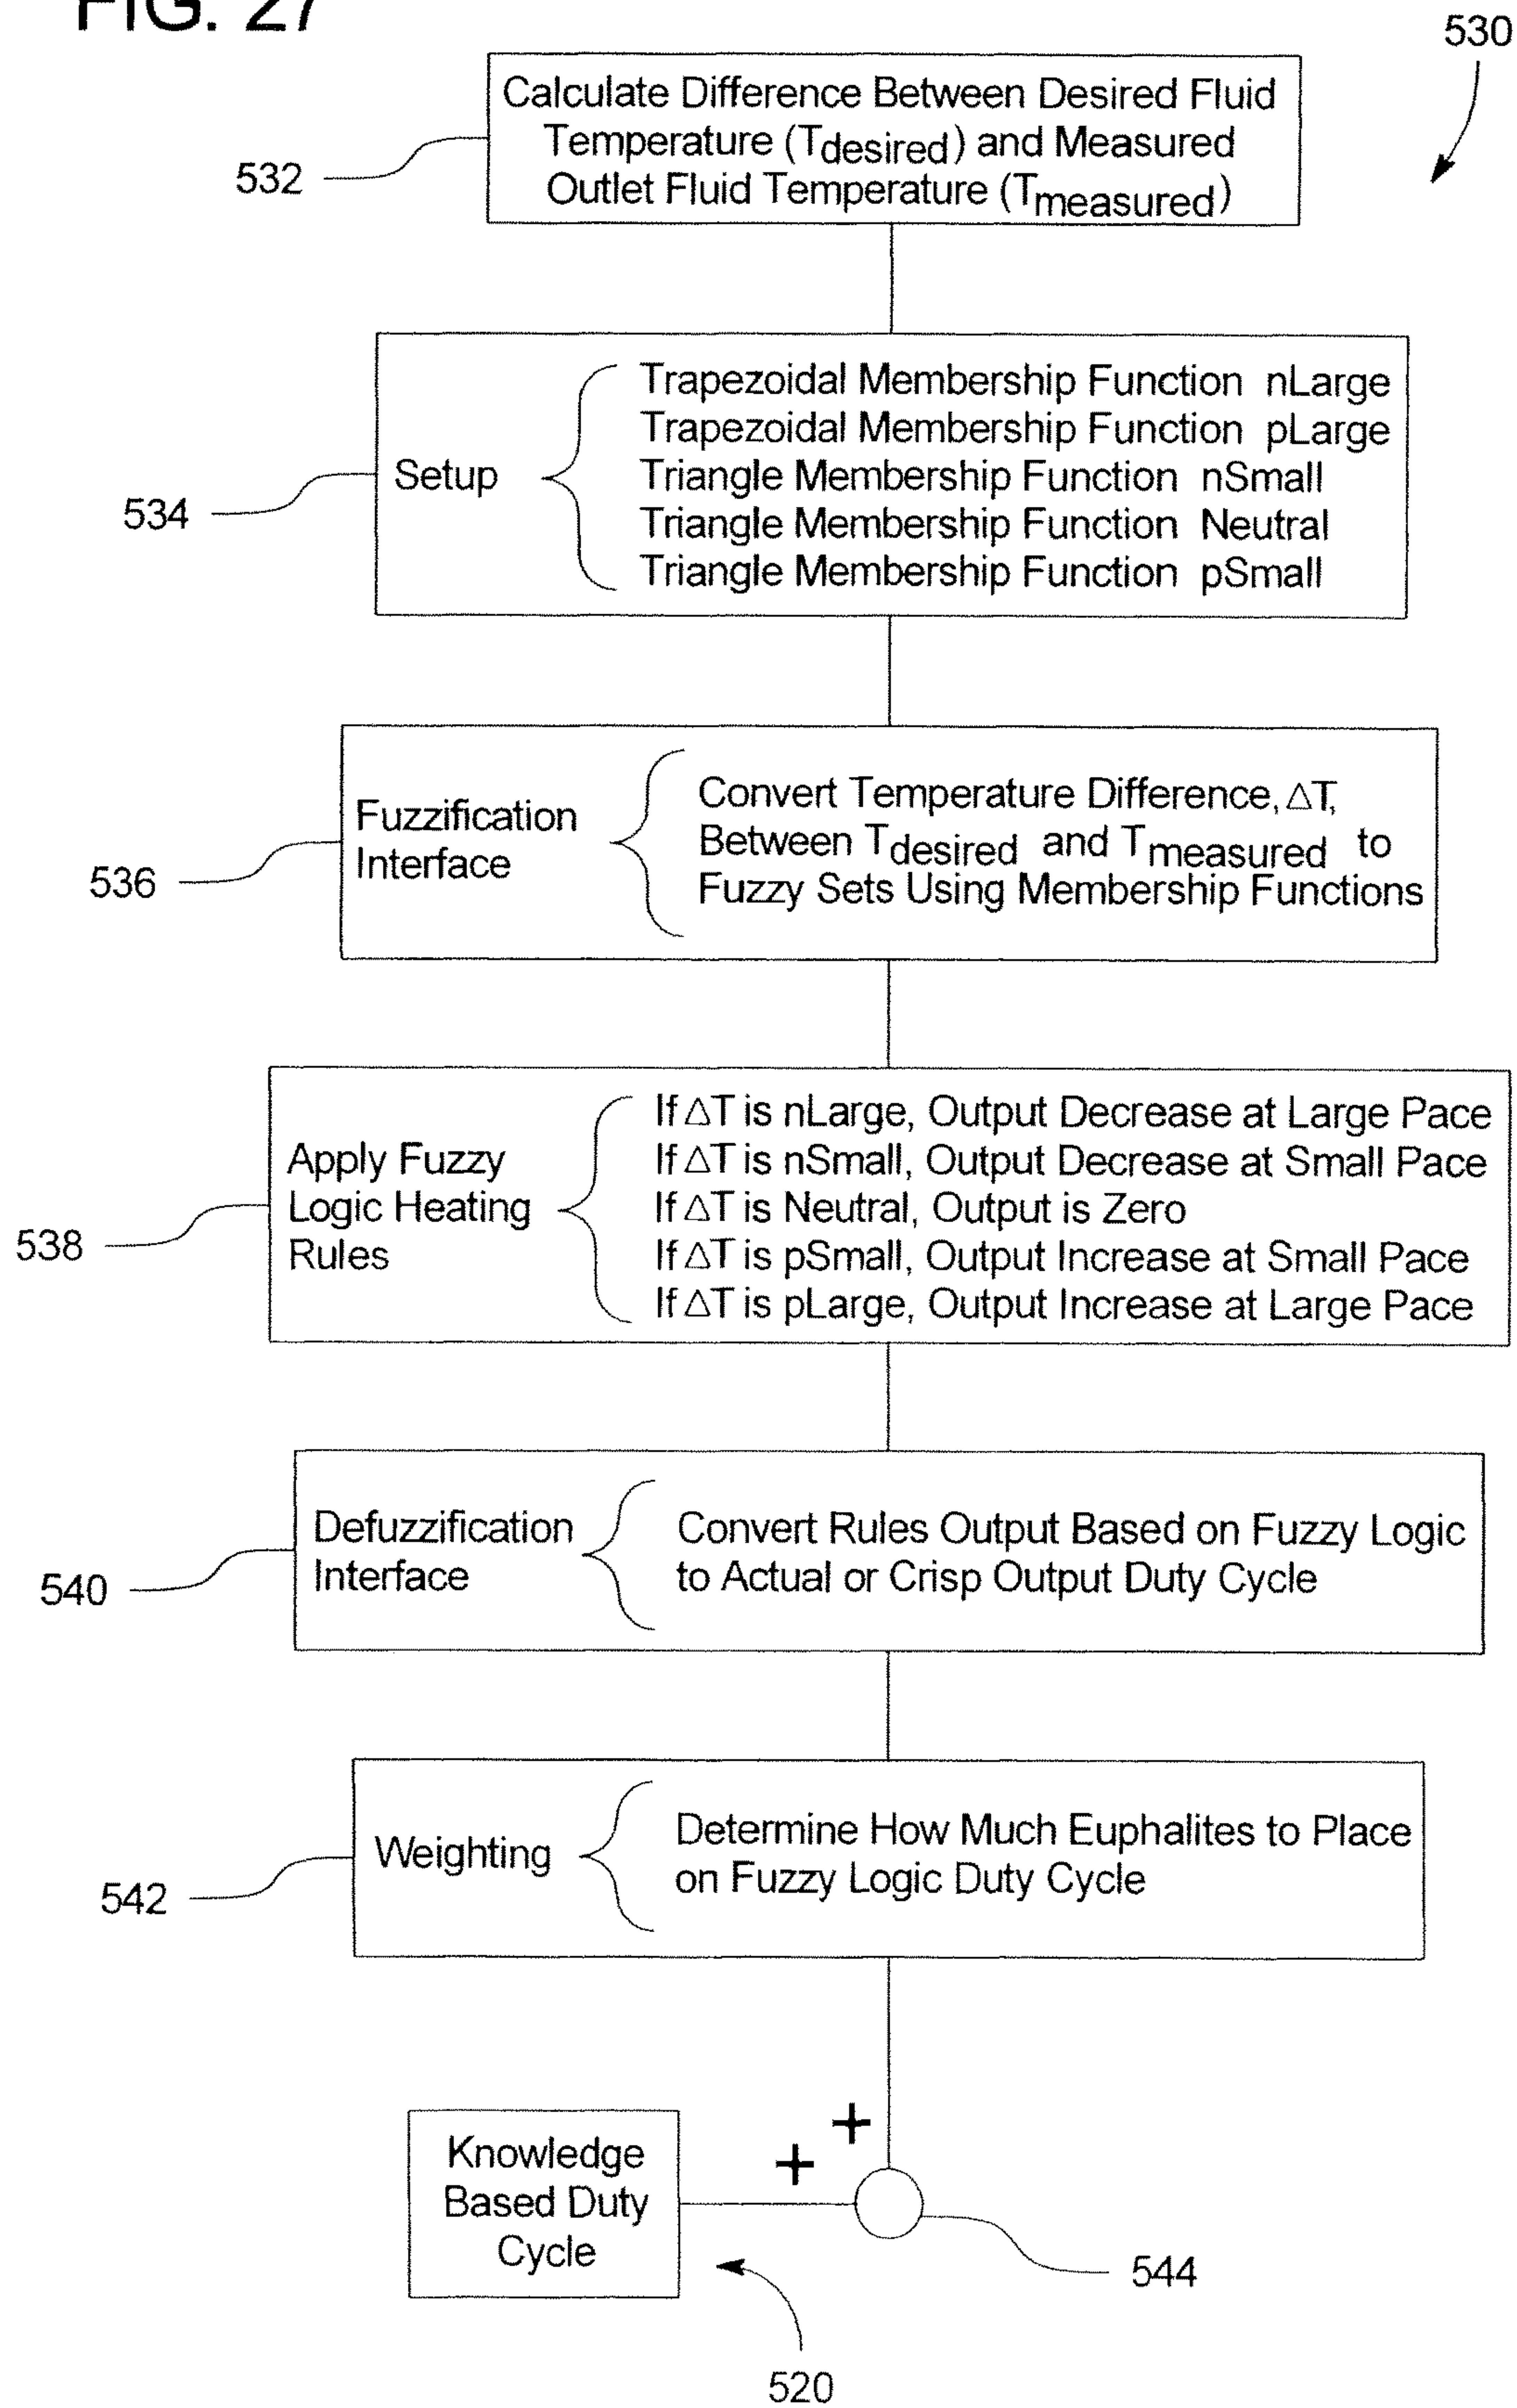 FIG. 27
530
Calculate Difference Between Desired Fluid
Temperature (Tdesired) and Measured
Outlet Fluid Temperature (Tmeasured)
532
Setup
Trapezoidal Membership Function nLarge
Trapezoidal Membership Function pLarge
Triangle Membership Function nSmall
Triangle Membership Function Neutral
Triangle Membership Function pSmall
534
Fuzzification
Interface
Convert Temperature Difference, △T,
Between Tdesired and Tmeasured to
Fuzzy Sets Using Membership Functions
536
Apply Fuzzy
Logic Heating
Rules
If △T is nLarge, Output Decrease at Large Pace
If △T is nSmall, Output Decrease at Small Pace
If △T is Neutral, Output is Zero
If △T is pSmall, Output Increase at Small Pace
If △T is pLarge, Output Increase at Large Pace
538
Defuzzification
Interface
Convert Rules Output Based on Fuzzy Logic
to Actual or Crisp Output Duty Cycle
540
Weighting
Determine How Much Euphalites to Place
on Fuzzy Logic Duty Cycle
542
+
+
Knowledge
Based Duty
Cycle
544
520